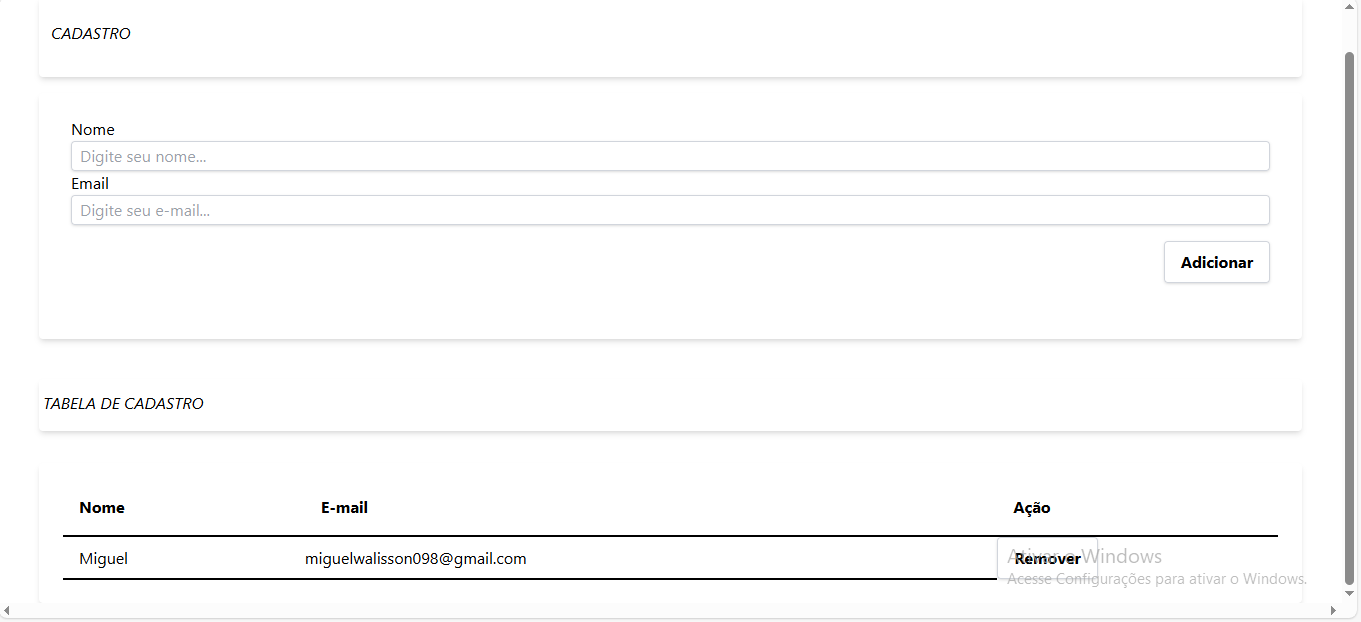 CADASTRO
Nome
Digite seu nome...
Email
Digite seu e-mail...
Adicionar
TABELA DE CADASTRO
Nome E-mail Ação
Miguel miguelwalisson098@gmail.com Remover
Ativar o Windows
Acesse Configurações para ativar o Windows.